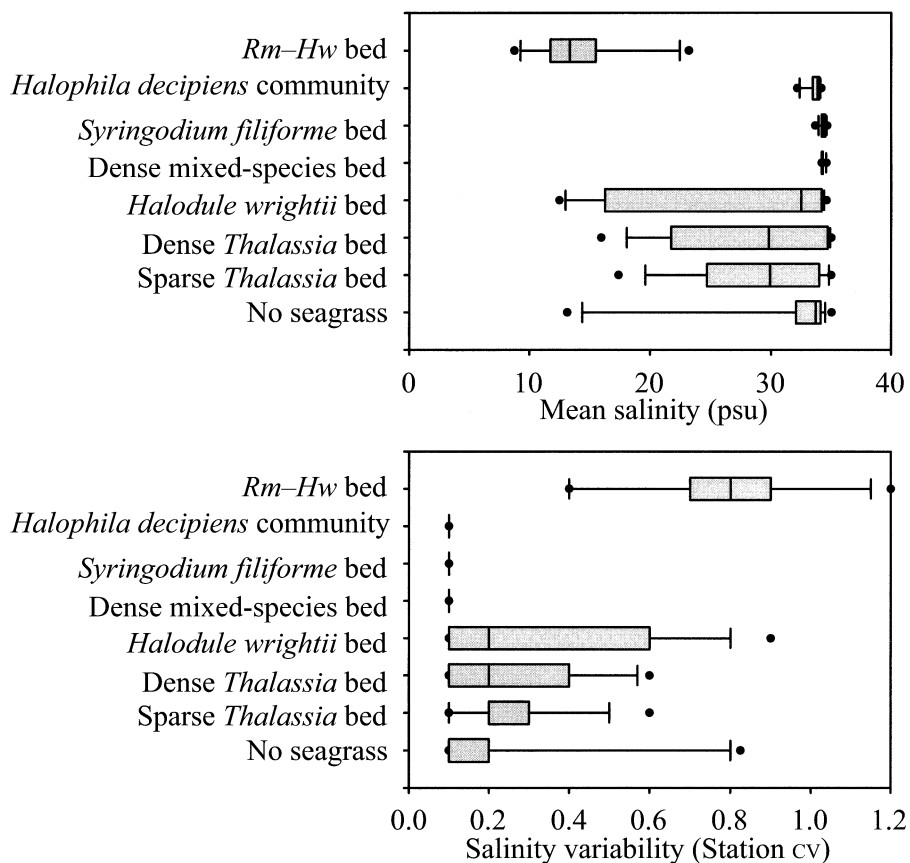 Rm–Hw bed
Halophila decipiens community
Syringodium filiforme bed
Dense mixed-species bed
Halodule wrightii bed
Dense Thalassia bed
Sparse Thalassia bed
No seagrass
0 10 20 30 40
Mean salinity (psu)
Rm–Hw bed
Halophila decipiens community
Syringodium filiforme bed
Dense mixed-species bed
Halodule wrightii bed
Dense Thalassia bed
Sparse Thalassia bed
No seagrass
0.0 0.2 0.4 0.6 0.8 1.0 1.2
Salinity variability (Station CV)